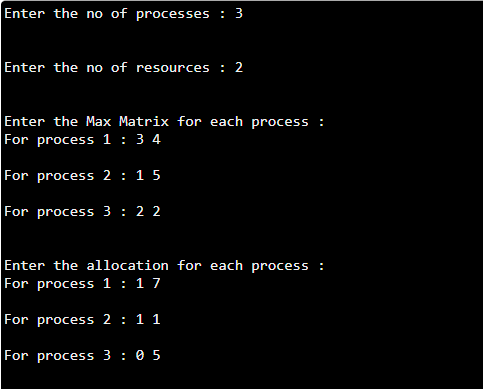 Enter the no of processes : 3
Enter the no of resources : 2
Enter the Max Matrix for each process :
For process 1 : 3 4
For process 2 : 1 5
For process 3 : 2 2
Enter the allocation for each process :
For process 1 : 1 7
For process 2 : 1 1
For process 3 : 0 5